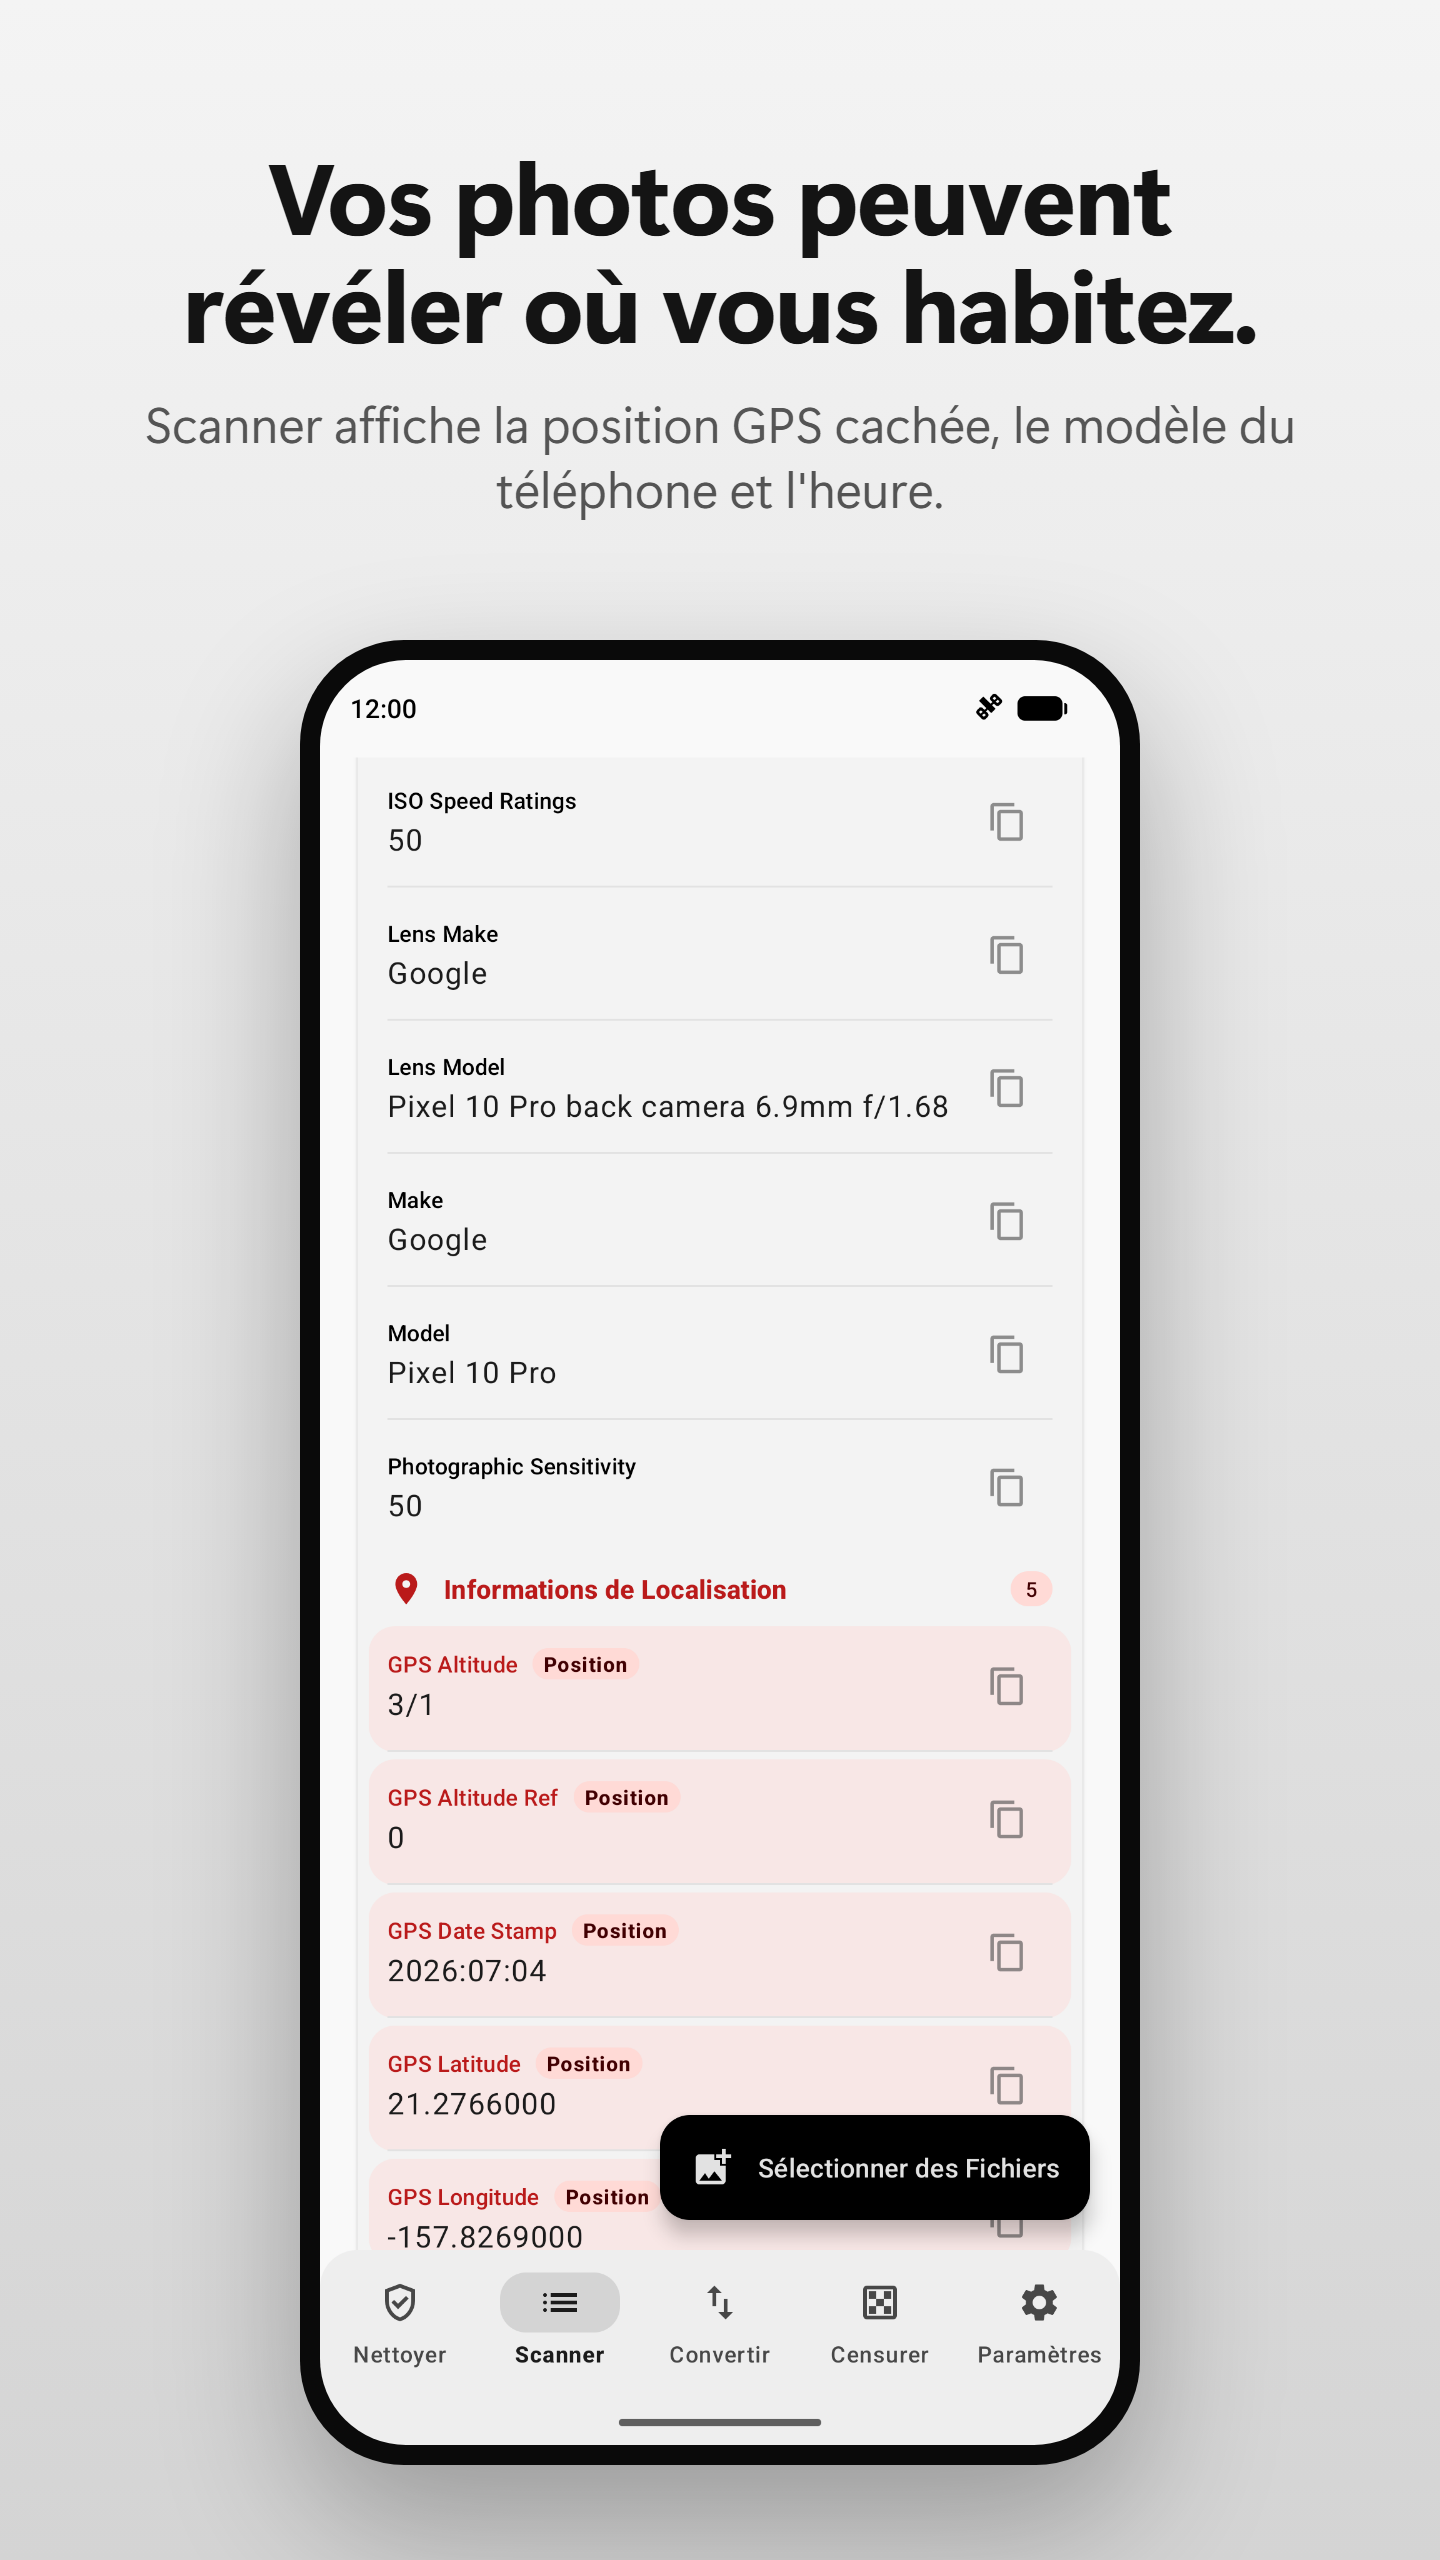 Vos photos peuvent
révéler où vous habitez.
Scanner affiche la position GPS cachée, le modèle du
téléphone et l'heure.
12:00
ISO Speed Ratings
50
Lens Make
Google
Lens Model
Pixel 10 Pro back camera 6.9mm f/1.68
Make
Google
Model
Pixel 10 Pro
Photographic Sensitivity
50
Informations de Localisation 5
GPS Altitude Position
3/1
GPS Altitude Ref Position
0
GPS Date Stamp Position
2026:07:04
GPS Latitude Position
21.2766000
Sélectionner des Fichiers
GPS Longitude Position
-157.8269000
Nettoyer Scanner Convertir Censurer Paramètres